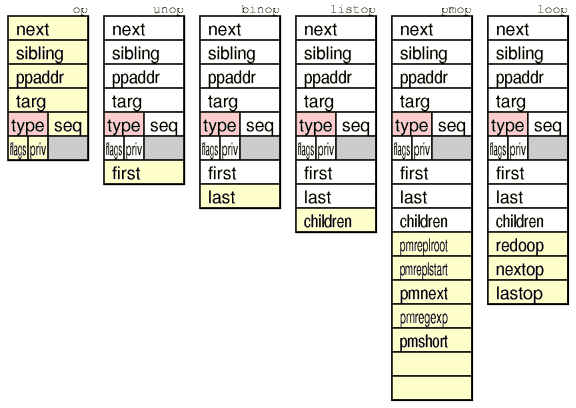 op unop binop listop pmop loop
next next next next next next
sibling sibling sibling sibling sibling sibling
ppaddr ppaddr ppaddr ppaddr ppaddr ppaddr
targ targ targ targ targ targ
type seq type seq type seq type seq type seq type seq
flags priv flags priv flags priv flags priv flags priv flags priv
first first first first first
last last last last
children children children
pmreplroot redoop
pmreplstart nextop
pmnext lastop
pmregexp
pmshort